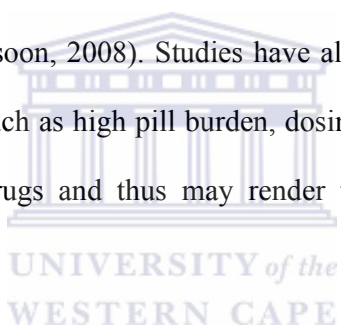 soon, 2008). Studies have al
ch as high pill burden, dosin
rugs and thus may render
UNIVERSITY of the
WESTERN CAPE